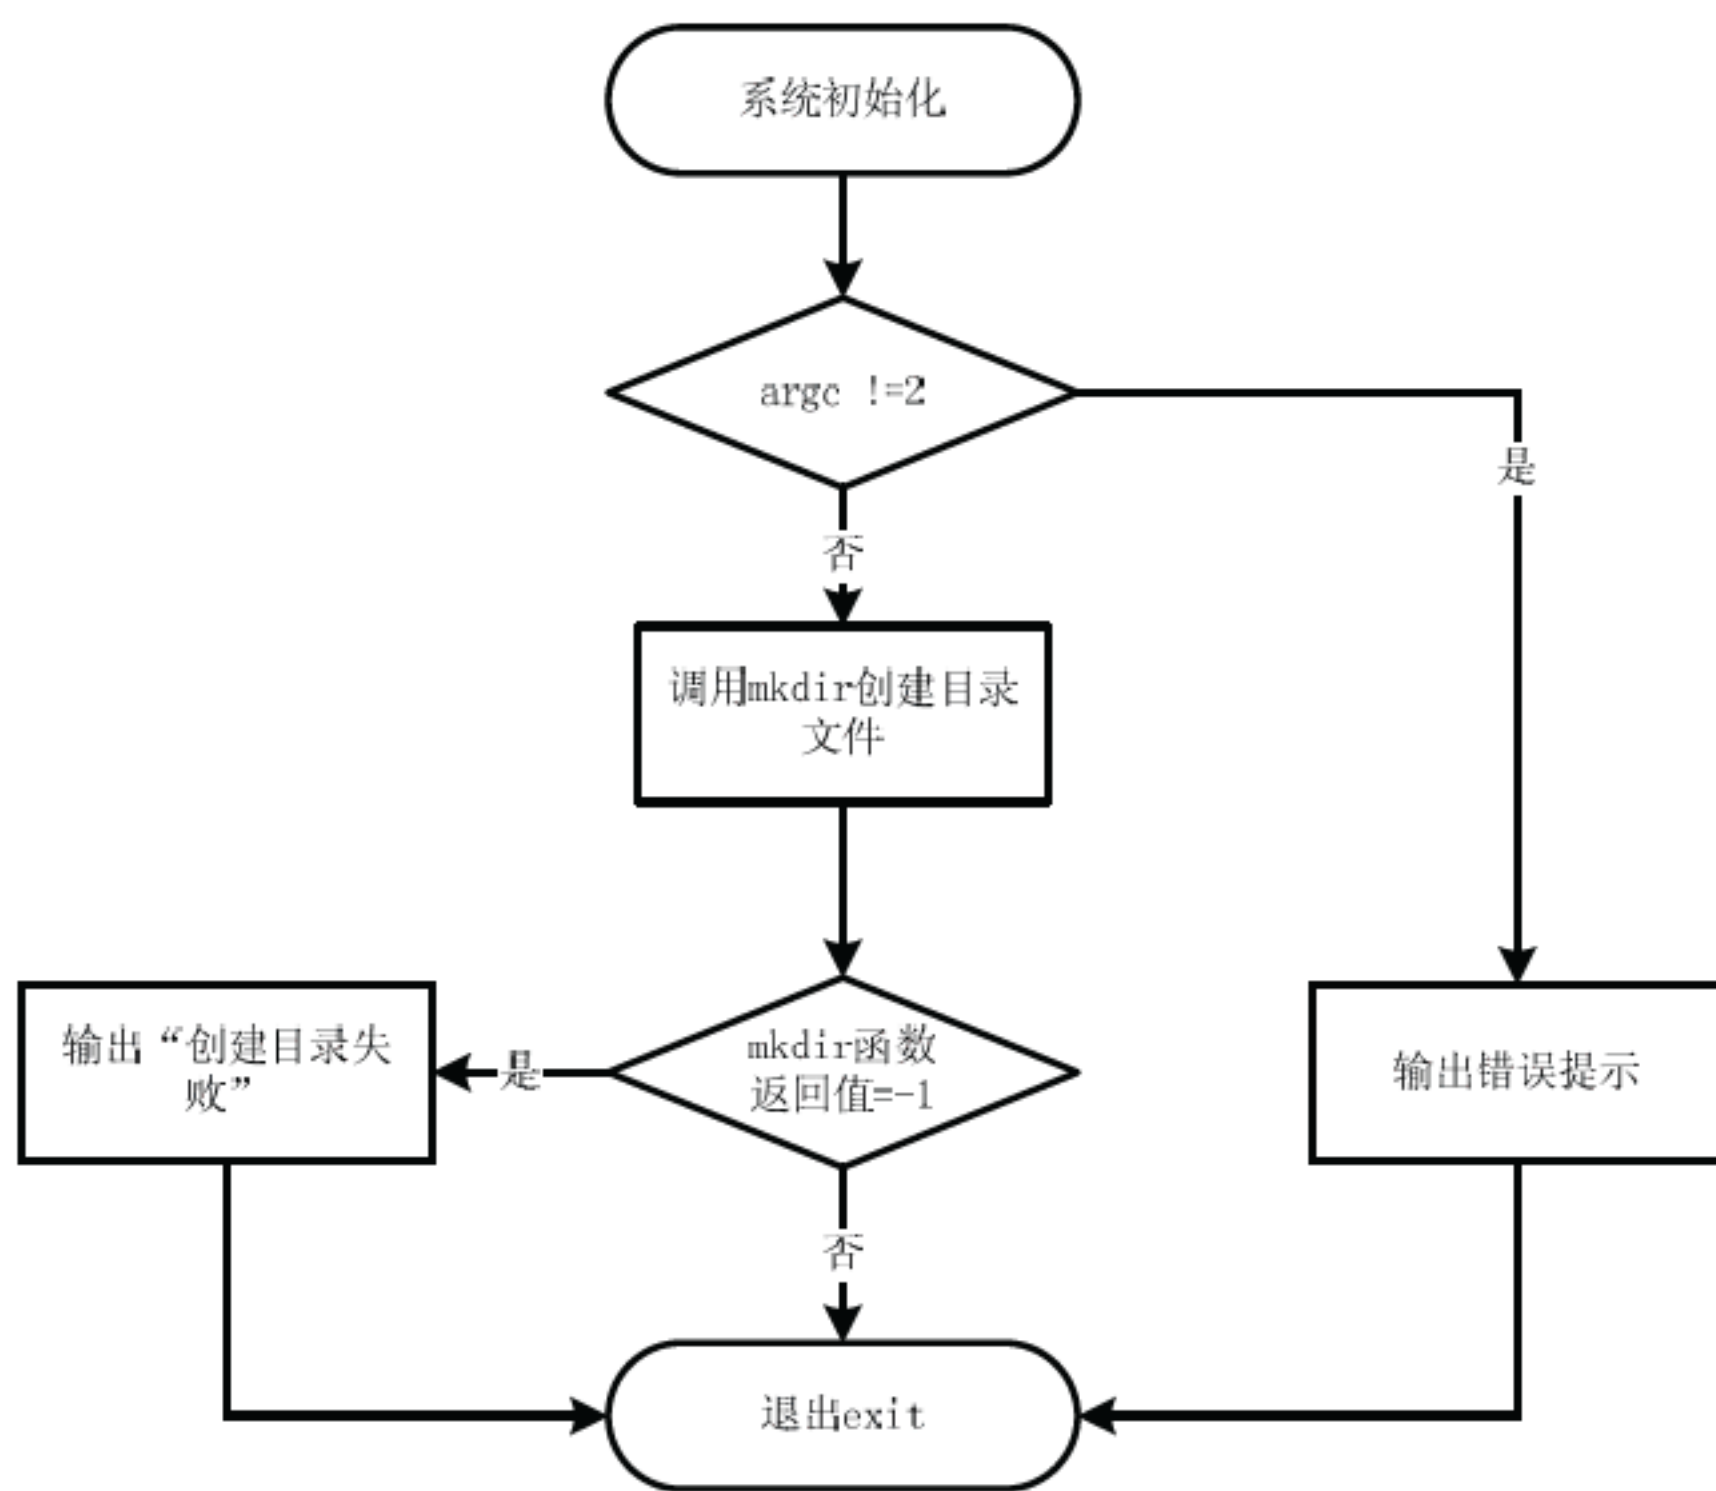 系统初始化
argc !=2
是
否
调用mkdir创建目录
文件
输出“创建目录失
败”
是
mkdir函数
返回值=-1
输出错误提示
否
退出exit